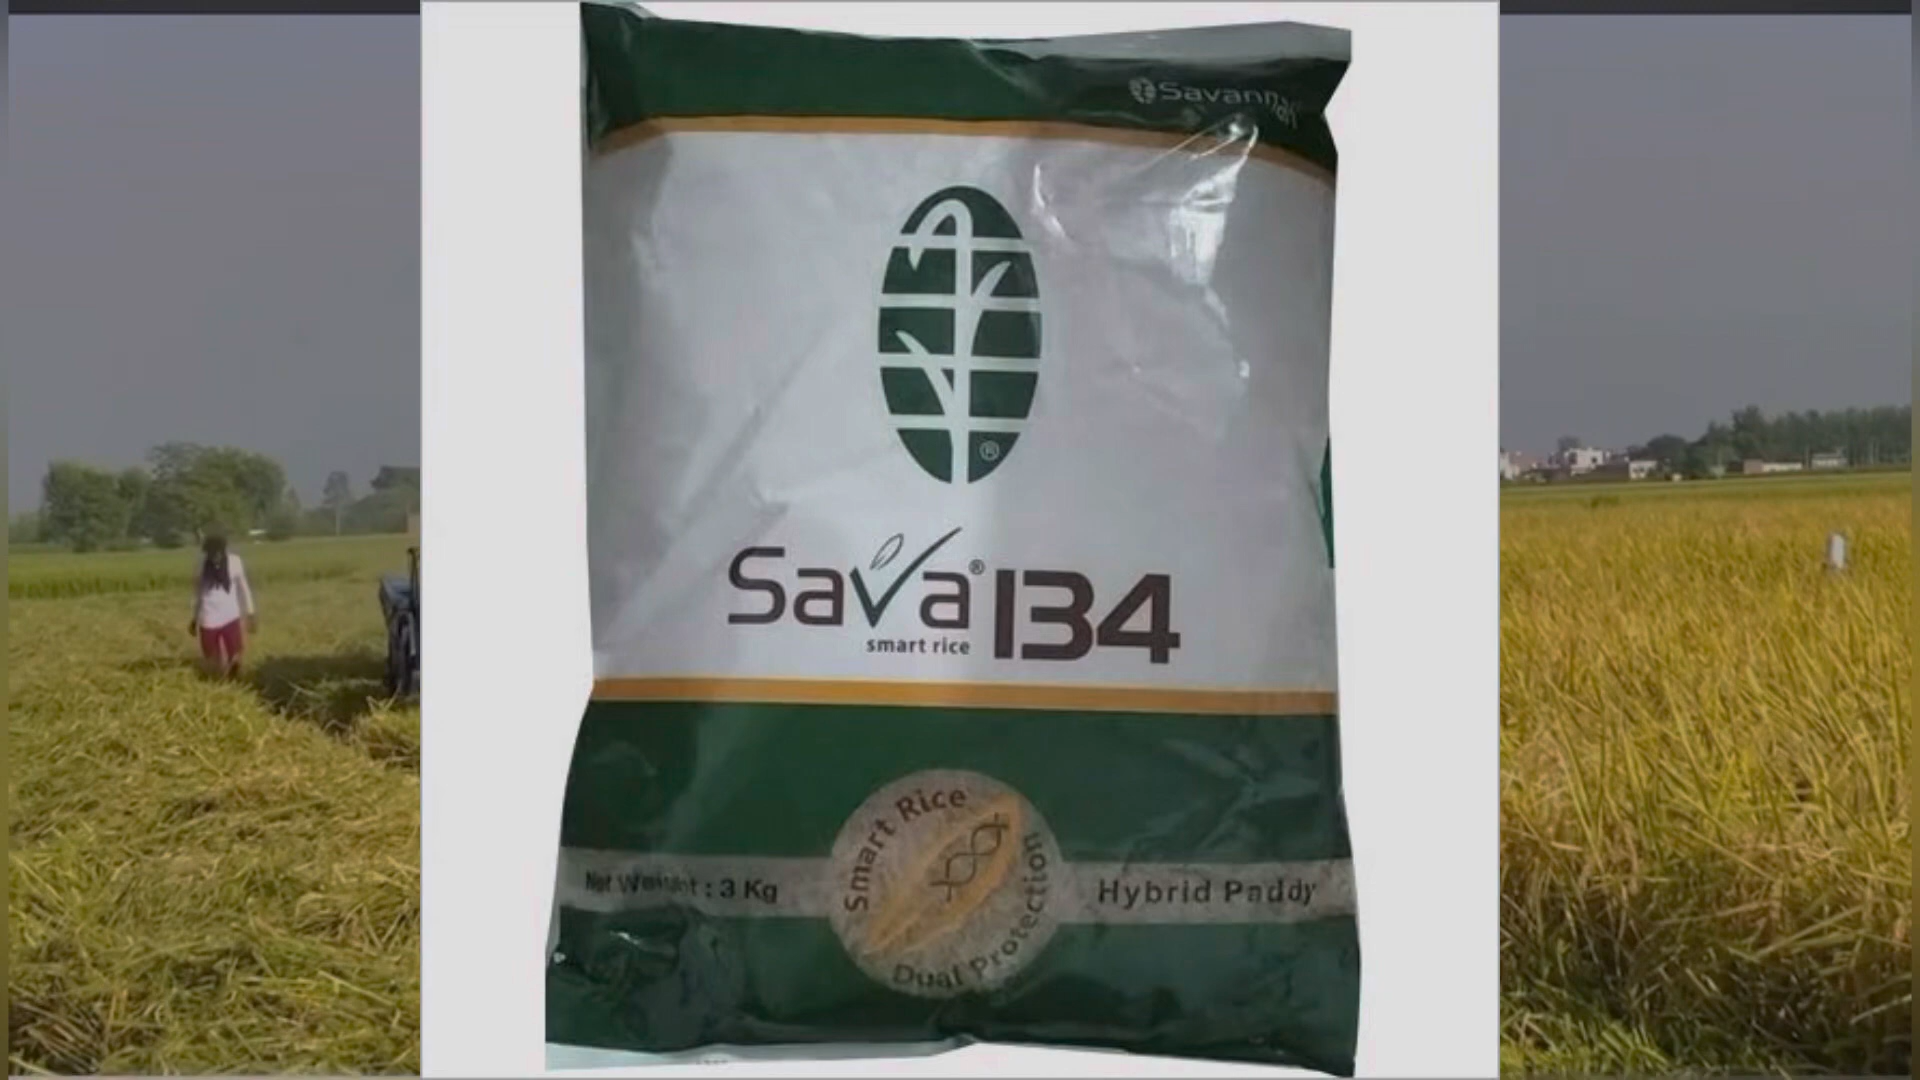 Savannah
®
Sava® 134
smart rice
Smart Rice
Net Weight : 3 Kg
Hybrid Paddy
Dual Protection